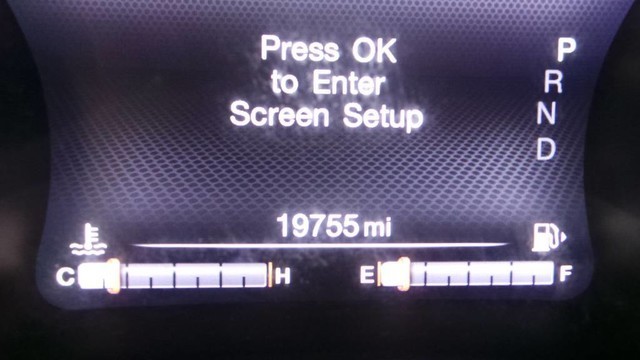 Press OK
to Enter
Screen Setup
P
R
N
D
19755 mi
C H
E F